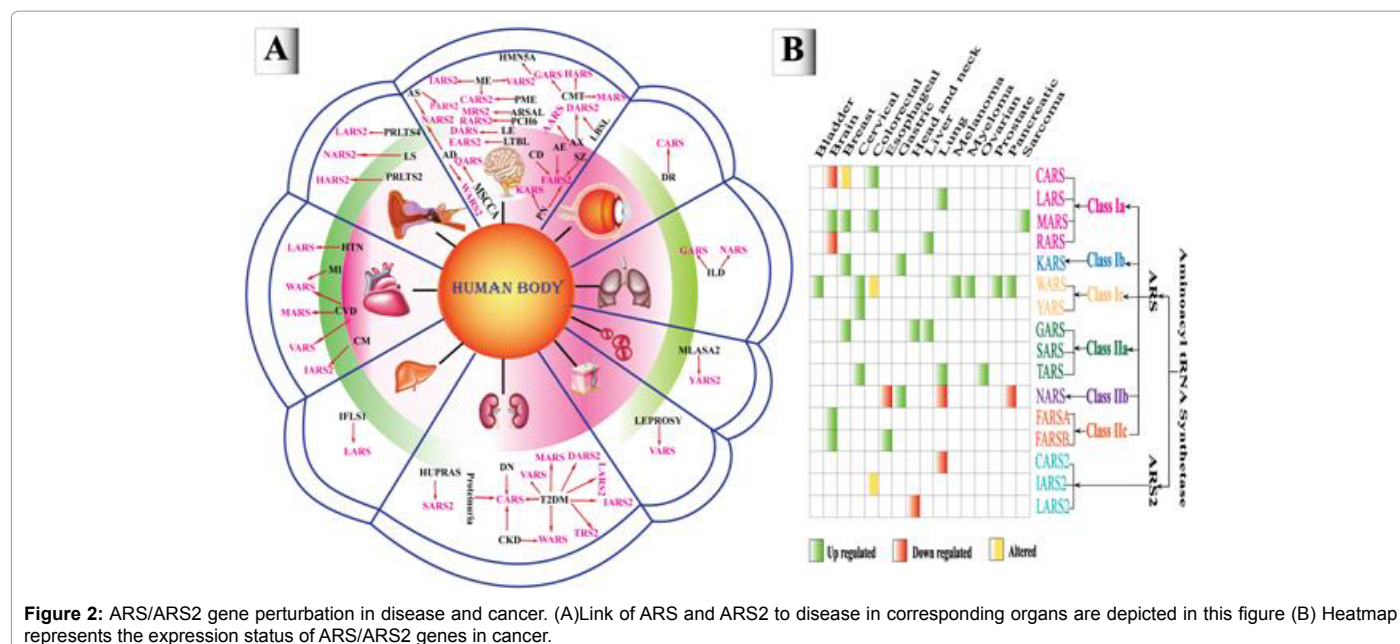 A
HMN5A
IARS2
ME
VARS2
GARS
HARS
AS
CMT
MARS
PARS2
CARS2
PME
DARS2
MRS2
ARSAL
NARS2
RARS2
PCH6
AARS
DARS
LE
LBSL
EARS2
LTBL
AX
AD
QARS
CD
AE
SZ
FARS2
KARS
PN
MSCCA
WARS2
LARS2
PRLTS4
NARS2
LS
HARS2
PRLTS2
CARS
DR
LARS
HTN
MI
WARS
MARS
CVD
VARS
CM
IARS2
HUMAN BODY
GARS
NARS
ILD
MLASA2
YARS2
IFLS1
LARS
LEPROSY
VARS
HUPRAS
SARS2
Proteinuria
DN
MARS
DARS2
VARS
LARS2
CARS
T2DM
IARS2
CKD
WARS
TRS2
B
Bladder
Brain
Breast
Cervical
Colorectal
Esophageal
Gastric
Head and neck
Liver
Lung
Melanoma
Myeloma
Ovarian
Prostate
Pancreatic
Sarcoma
CARS
LARS
Class Ia
MARS
RARS
KARS
Class Ib
WARS
Class Ic
YARS
GARS
SARS
Class IIa
TARS
NARS
Class IIb
FARSA
Class IIc
FARSB
CARS2
IARS2
LARS2
ARS
ARS2
Aminoacyl tRNA Synthetase
Up regulated
Down regulated
Altered
Figure 2: ARS/ARS2 gene perturbation in disease and cancer. (A)Link of ARS and ARS2 to disease in corresponding organs are depicted in this figure (B) Heatmap
represents the expression status of ARS/ARS2 genes in cancer.